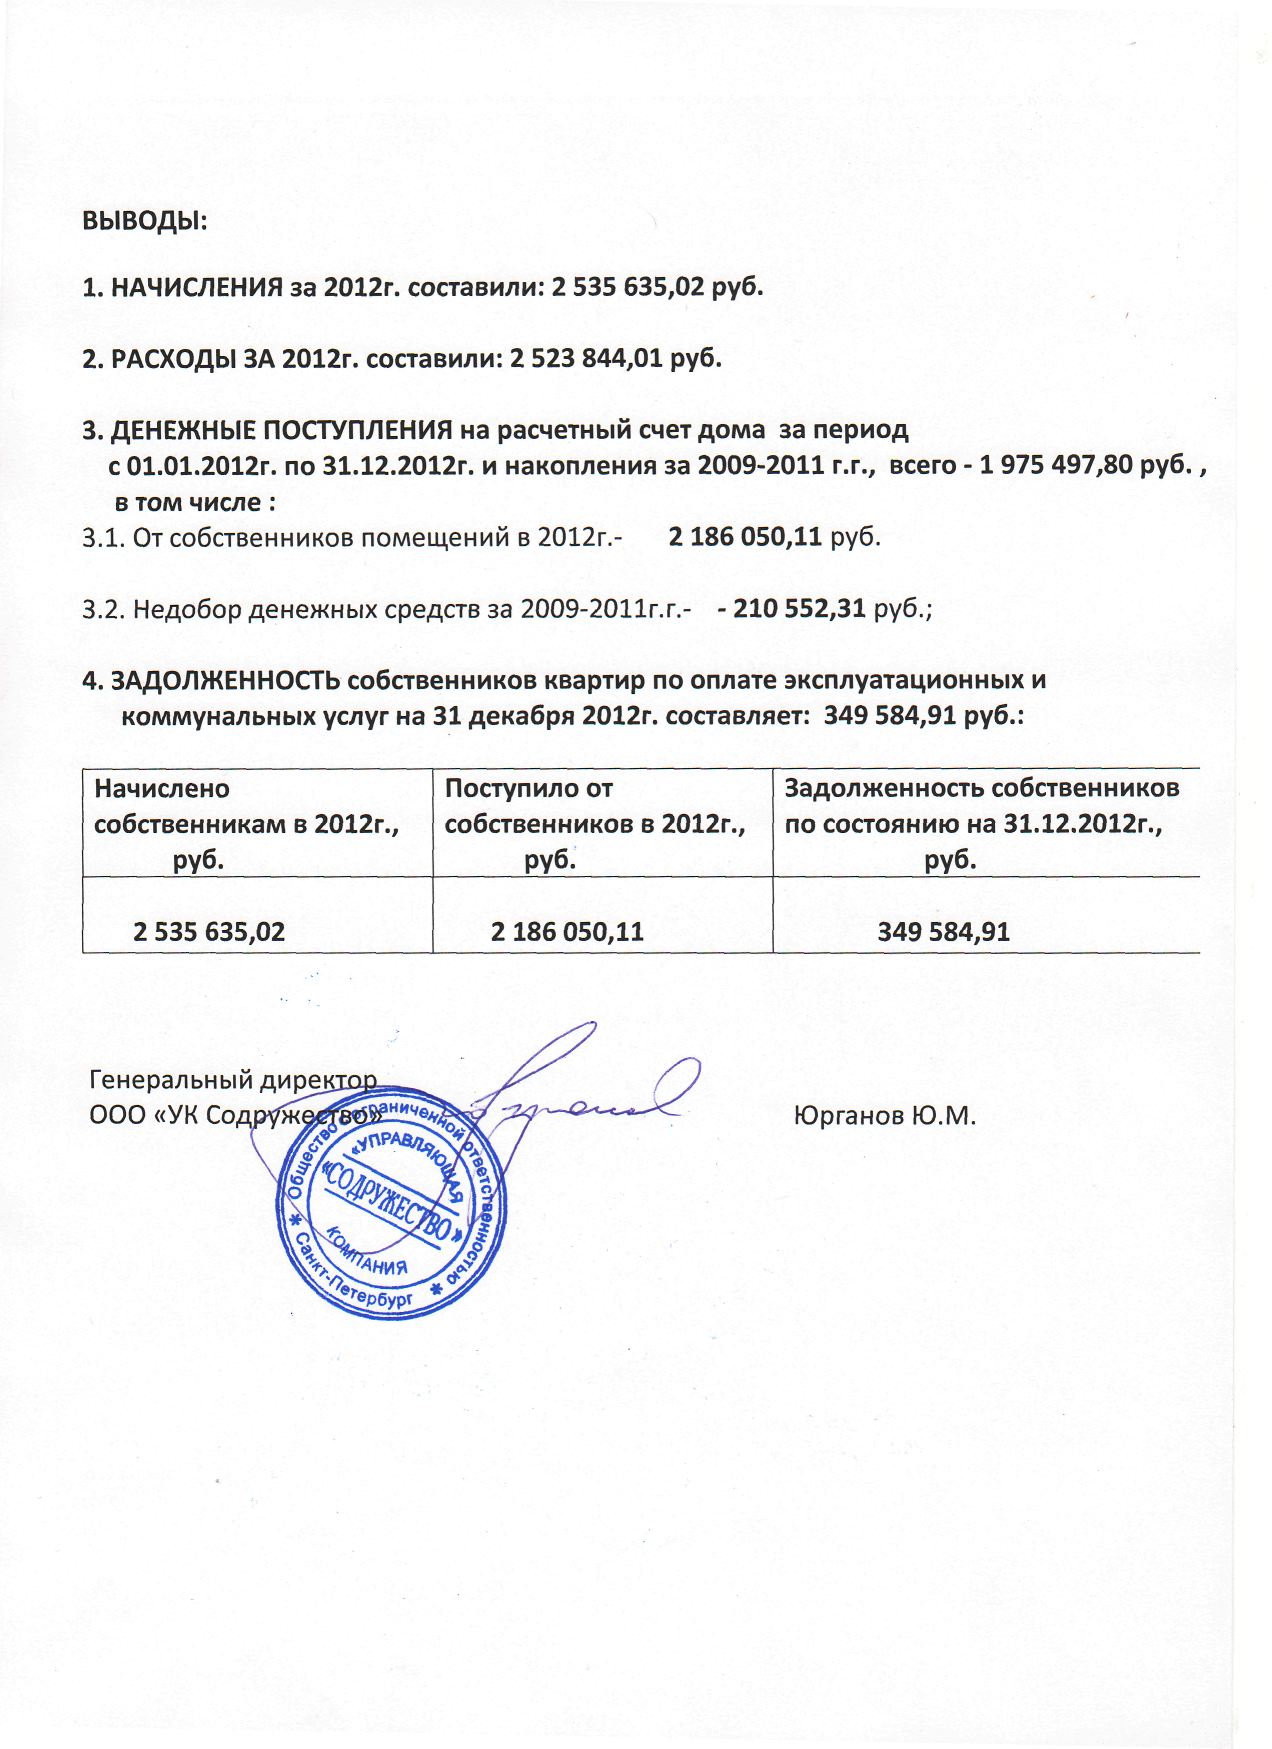 ВЫВОДЫ:
1. НАЧИСЛЕНИЯ за 2012г. составили: 2 535 635,02 руб.
2. РАСХОДЫ ЗА 2012г. составили: 2 523 844,01 руб.
3. ДЕНЕЖНЫЕ ПОСТУПЛЕНИЯ на расчетный счет дома за период
с 01.01.2012г. по 31.12.2012г. и накопления за 2009-2011 г.г., всего - 1 975 497,80 руб. ,
в том числе :
3.1. От собственников помещений в 2012г.- 2 186 050,11 руб.
3.2. Недобор денежных средств за 2009-2011г.г.- - 210 552,31 руб.;
4. ЗАДОЛЖЕННОСТЬ собственников квартир по оплате эксплуатационных и
коммунальных услуг на 31 декабря 2012г. составляет: 349 584,91 руб.:
Начислено
собственникам в 2012г.,
руб.
Поступило от
собственников в 2012г.,
руб.
Задолженность собственников
по состоянию на 31.12.2012г.,
руб.
2 535 635,02
2 186 050,11
349 584,91
Генеральный директор
ООО «УК Содружество»
Юрганов Ю.М.
Общество с ограниченной ответственностью
* Санкт-Петербург *
«УПРАВЛЯЮЩАЯ
«СОДРУЖЕСТВО»
КОМПАНИЯ